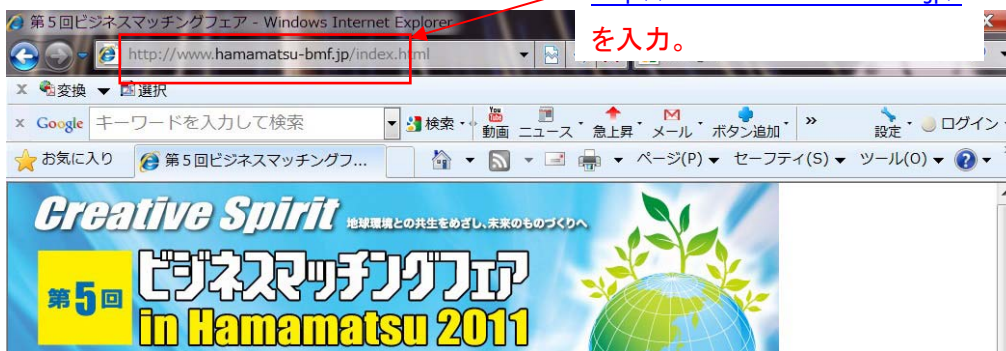 第5回ビジネスマッチングフェア - Windows Internet Explorer
を入力。
http://www.hamamatsu-bmf.jp/index.html
x 変換 ▼ 選択
x Google キーワードを入力して検索 検索 動画 ニュース 急上昇 メール ボタン追加 » 設定 ログイン
お気に入り 第5回ビジネスマッチングフ... ページ(P) セーフティ(S) ツール(O)
Creative Spirit 地球環境との共生をめざし、未来のものづくりへ
第5回 ビジネスマッチングフェア
in Hamamatsu 2011